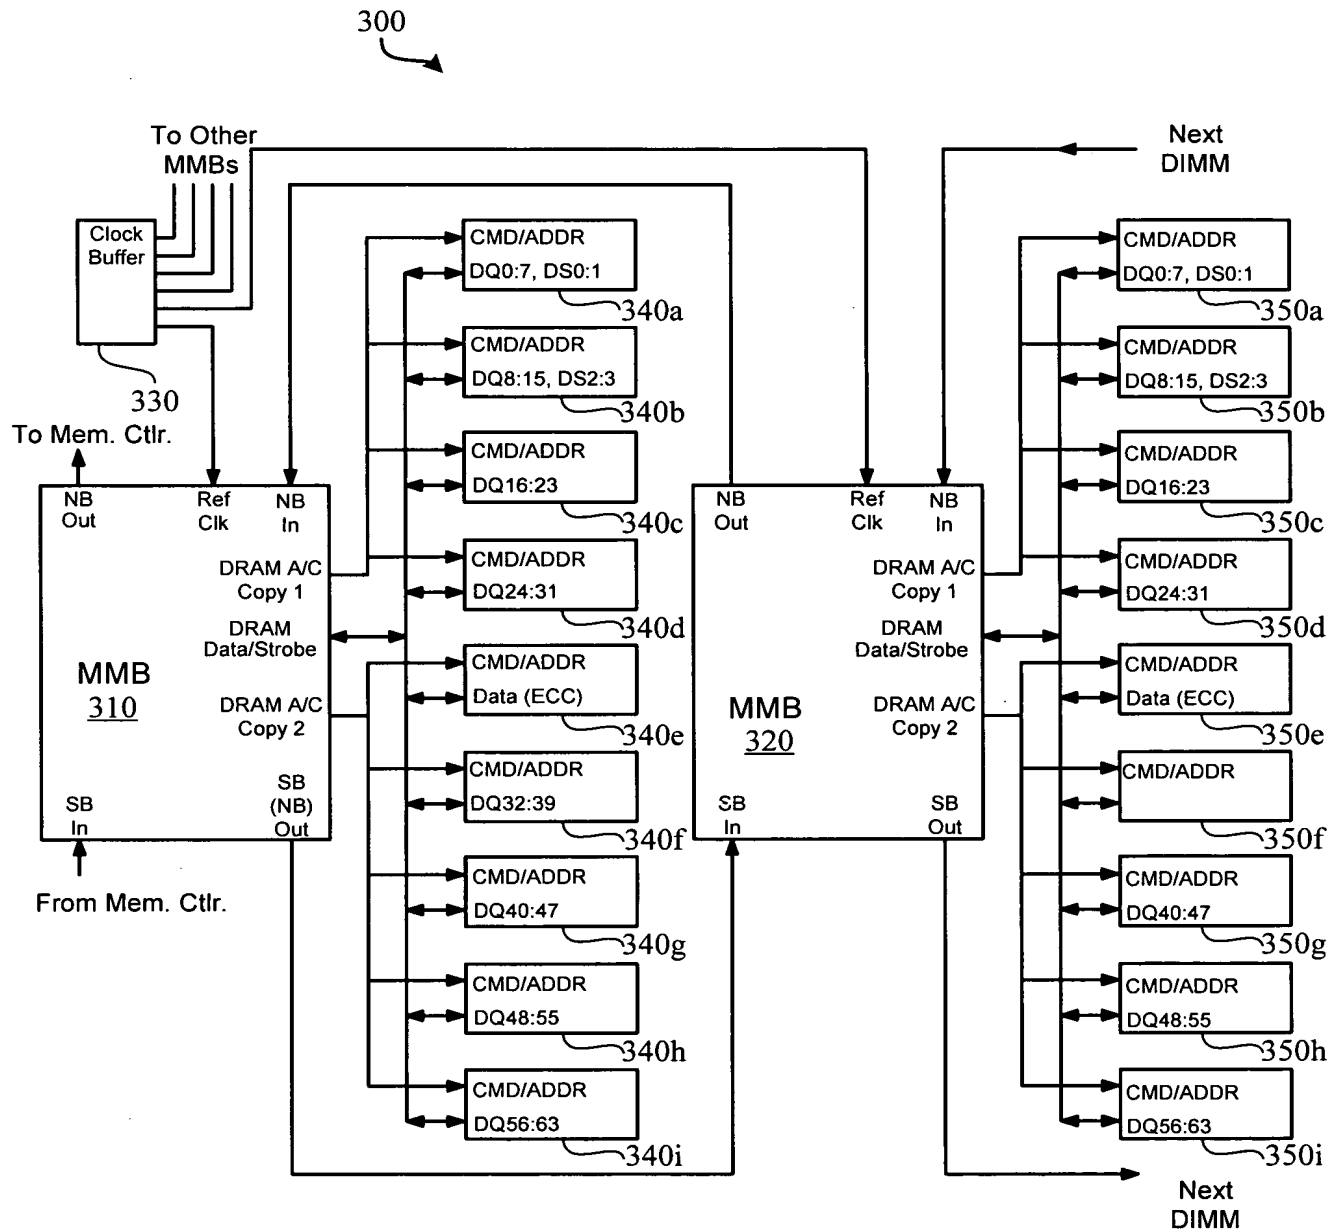 300
To Other
MMBs
Next
DIMM
Clock
Buffer
330
To Mem. Ctlr.
NB
Out
Ref
Clk
NB
In
DRAM A/C
Copy 1
DRAM
Data/Strobe
MMB
310
DRAM A/C
Copy 2
SB
In
SB
(NB)
Out
From Mem. Ctlr.
CMD/ADDR
DQ0:7, DS0:1
340a
CMD/ADDR
DQ8:15, DS2:3
340b
CMD/ADDR
DQ16:23
340c
CMD/ADDR
DQ24:31
340d
CMD/ADDR
Data (ECC)
340e
CMD/ADDR
DQ32:39
340f
CMD/ADDR
DQ40:47
340g
CMD/ADDR
DQ48:55
340h
CMD/ADDR
DQ56:63
340i
NB
Out
Ref
Clk
NB
In
DRAM A/C
Copy 1
DRAM
Data/Strobe
MMB
320
DRAM A/C
Copy 2
SB
In
SB
Out
CMD/ADDR
DQ0:7, DS0:1
350a
CMD/ADDR
DQ8:15, DS2:3
350b
CMD/ADDR
DQ16:23
350c
CMD/ADDR
DQ24:31
350d
CMD/ADDR
Data (ECC)
350e
CMD/ADDR
350f
CMD/ADDR
DQ40:47
350g
CMD/ADDR
DQ48:55
350h
CMD/ADDR
DQ56:63
350i
Next
DIMM